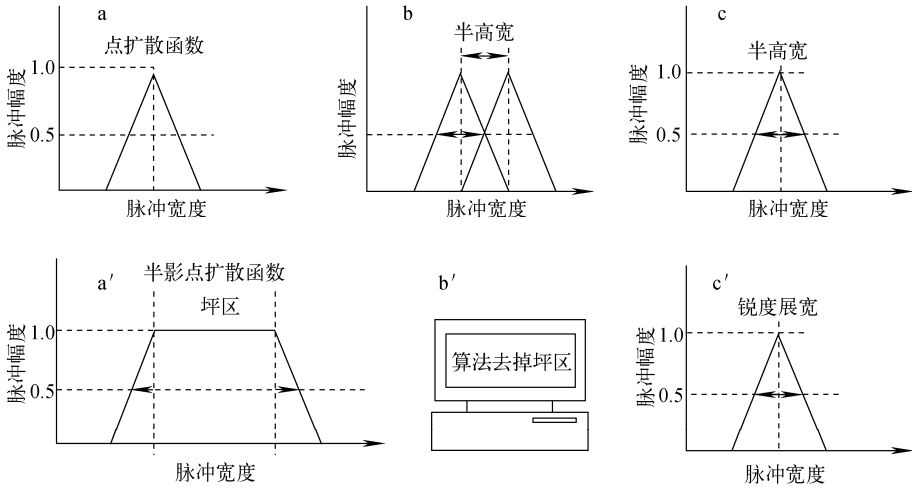 a
点扩散函数
1.0
0.5
脉冲幅度
脉冲宽度
b
半高宽
脉冲幅度
脉冲宽度
c
半高宽
1.0
0.5
脉冲幅度
脉冲宽度
a′
半影点扩散函数
坪区
1.0
0.5
脉冲幅度
脉冲宽度
b′
算法去掉坪区
c′
锐度展宽
1.0
0.5
脉冲幅度
脉冲宽度